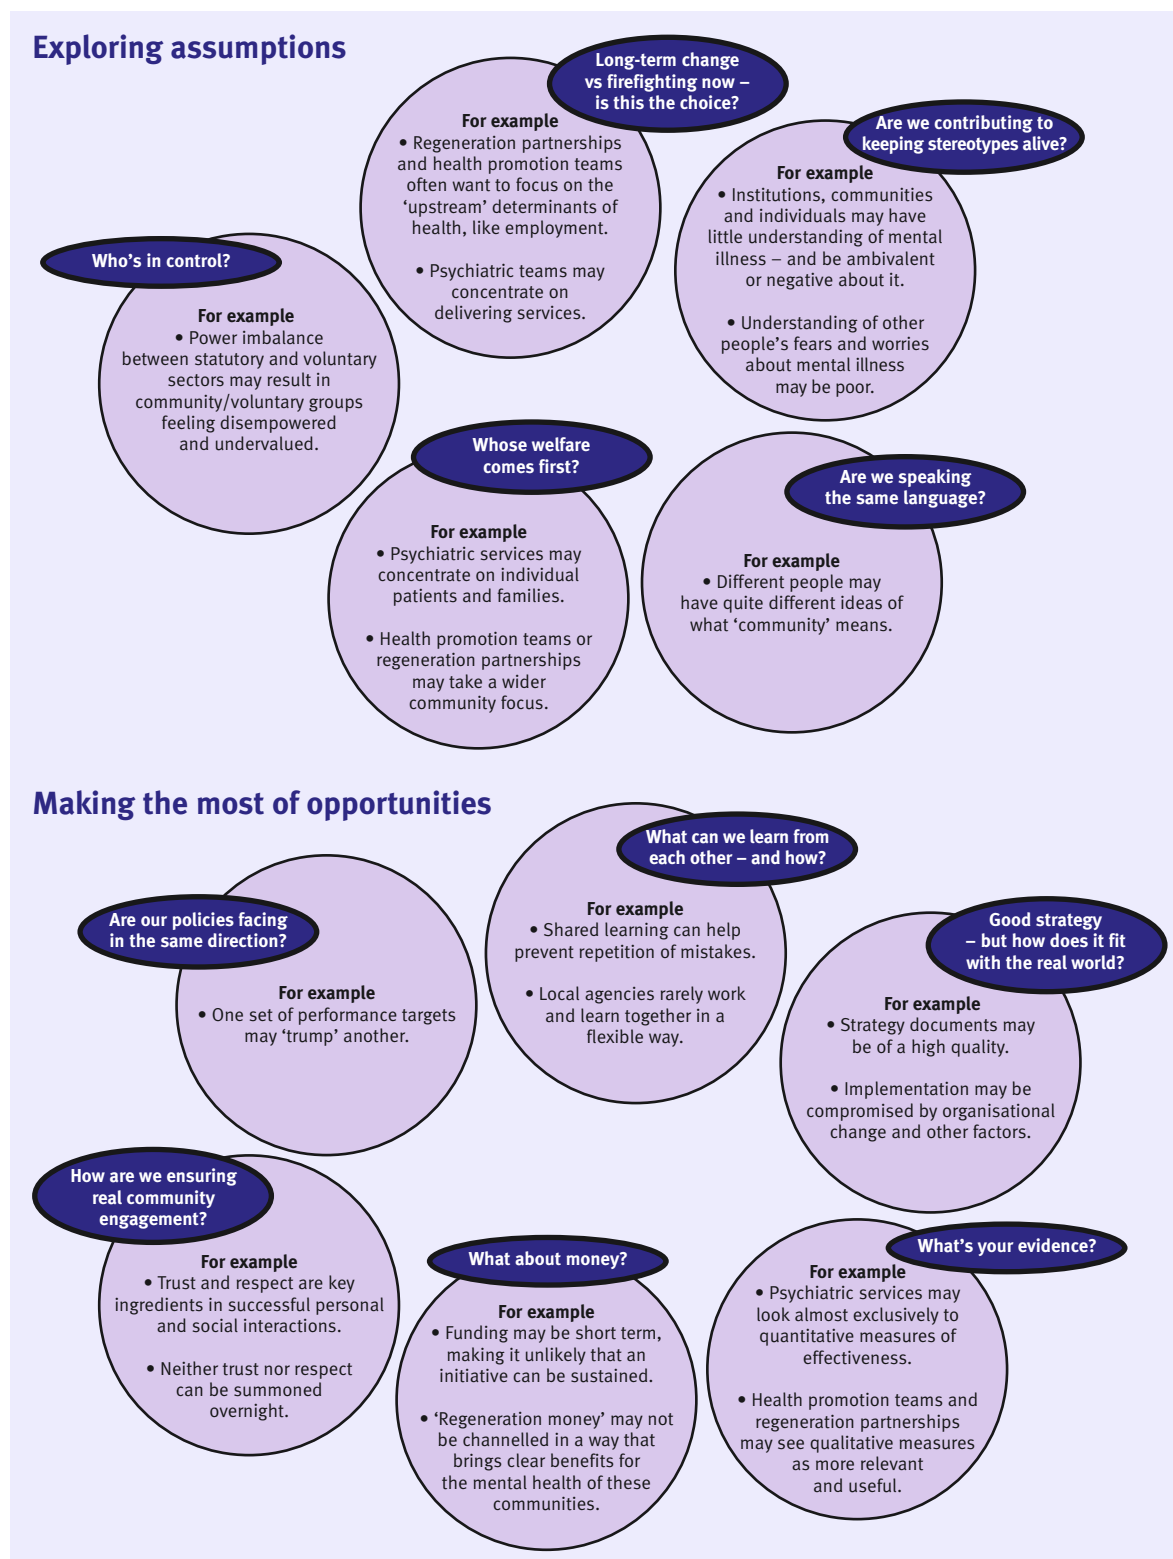 Exploring assumptions
Long-term change
vs firefighting now –
is this the choice?
For example
• Regeneration partnerships
and health promotion teams
often want to focus on the
‘upstream’ determinants of
health, like employment.
• Psychiatric teams may
concentrate on
delivering services.
Are we contributing to
keeping stereotypes alive?
For example
• Institutions, communities
and individuals may have
little understanding of mental
illness – and be ambivalent
or negative about it.
• Understanding of other
people’s fears and worries
about mental illness
may be poor.
Who’s in control?
For example
• Power imbalance
between statutory and voluntary
sectors may result in
community/voluntary groups
feeling disempowered
and undervalued.
Whose welfare
comes first?
For example
• Psychiatric services may
concentrate on individual
patients and families.
• Health promotion teams or
regeneration partnerships
may take a wider
community focus.
Are we speaking
the same language?
For example
• Different people may
have quite different ideas of
what ‘community’ means.
Making the most of opportunities
What can we learn from
each other – and how?
For example
• Shared learning can help
prevent repetition of mistakes.
• Local agencies rarely work
and learn together in a
flexible way.
Are our policies facing
in the same direction?
For example
• One set of performance targets
may ‘trump’ another.
Good strategy
– but how does it fit
with the real world?
For example
• Strategy documents may
be of a high quality.
• Implementation may be
compromised by organisational
change and other factors.
How are we ensuring
real community
engagement?
For example
• Trust and respect are key
ingredients in successful personal
and social interactions.
• Neither trust nor respect
can be summoned
overnight.
What about money?
For example
• Funding may be short term,
making it unlikely that an
initiative can be sustained.
• ‘Regeneration money’ may not
be channelled in a way that
brings clear benefits for
the mental health of these
communities.
What’s your evidence?
For example
• Psychiatric services may
look almost exclusively to
quantitative measures of
effectiveness.
• Health promotion teams and
regeneration partnerships
may see qualitative measures
as more relevant
and useful.